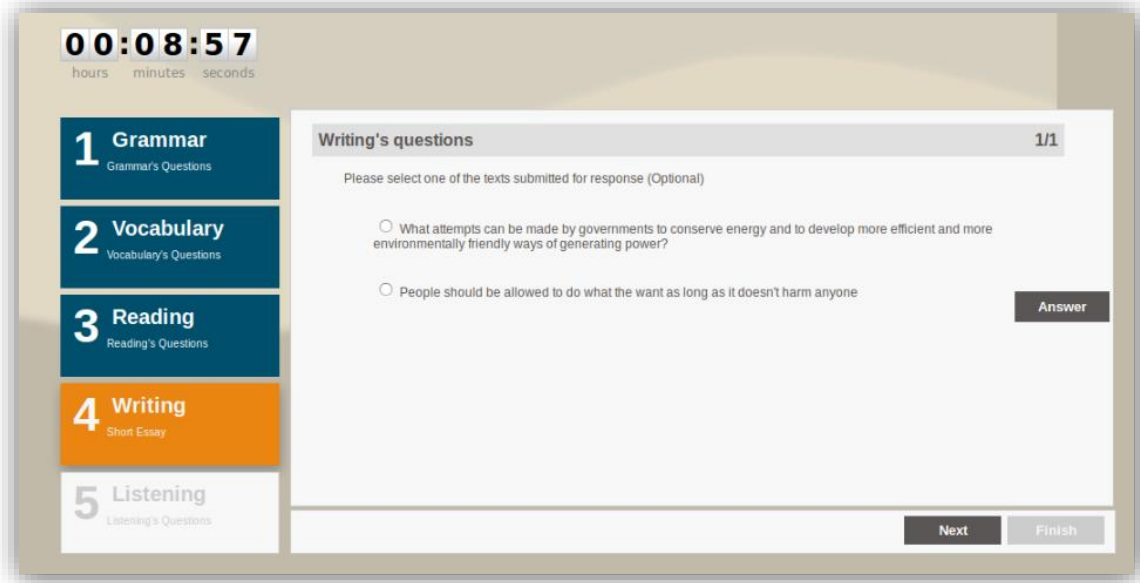 00:08:57
hours minutes seconds
1 Grammar
Grammar's Questions
2 Vocabulary
Vocabulary's Questions
3 Reading
Reading's Questions
4 Writing
Short Essay
5 Listening
Listening's Questions
Writing's questions 1/1
Please select one of the texts submitted for response (Optional)
What attempts can be made by governments to conserve energy and to develop more efficient and more
environmentally friendly ways of generating power?
People should be allowed to do what the want as long as it doesn't harm anyone
Answer
Next Finish